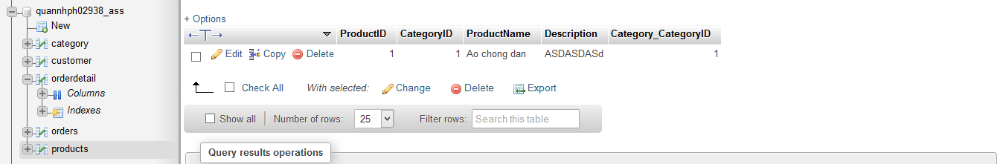 quannhph02938_ass
New
category
customer
orderdetail
Columns
Indexes
orders
products
+ Options
←T→ ProductID CategoryID ProductName Description Category_CategoryID
Edit Copy Delete 1 1 Ao chong dan ASDASDASd 1
Check All With selected: Change Delete Export
Show all Number of rows: 25 Filter rows: Search this table
Query results operations